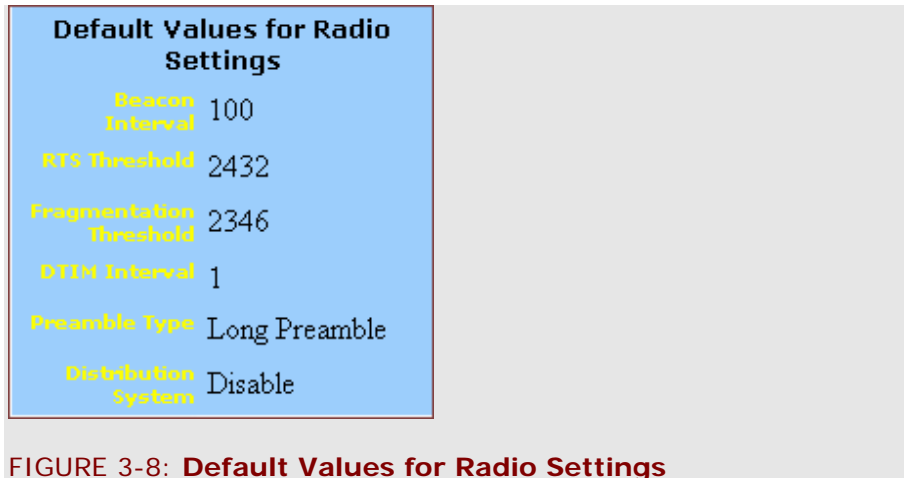 Default Values for Radio
Settings
Beacon
Interval 100
RTS Threshold 2432
Fragmentation
Threshold 2346
DTIM Interval 1
Preamble Type Long Preamble
Distribution
System Disable
FIGURE 3-8: Default Values for Radio Settings